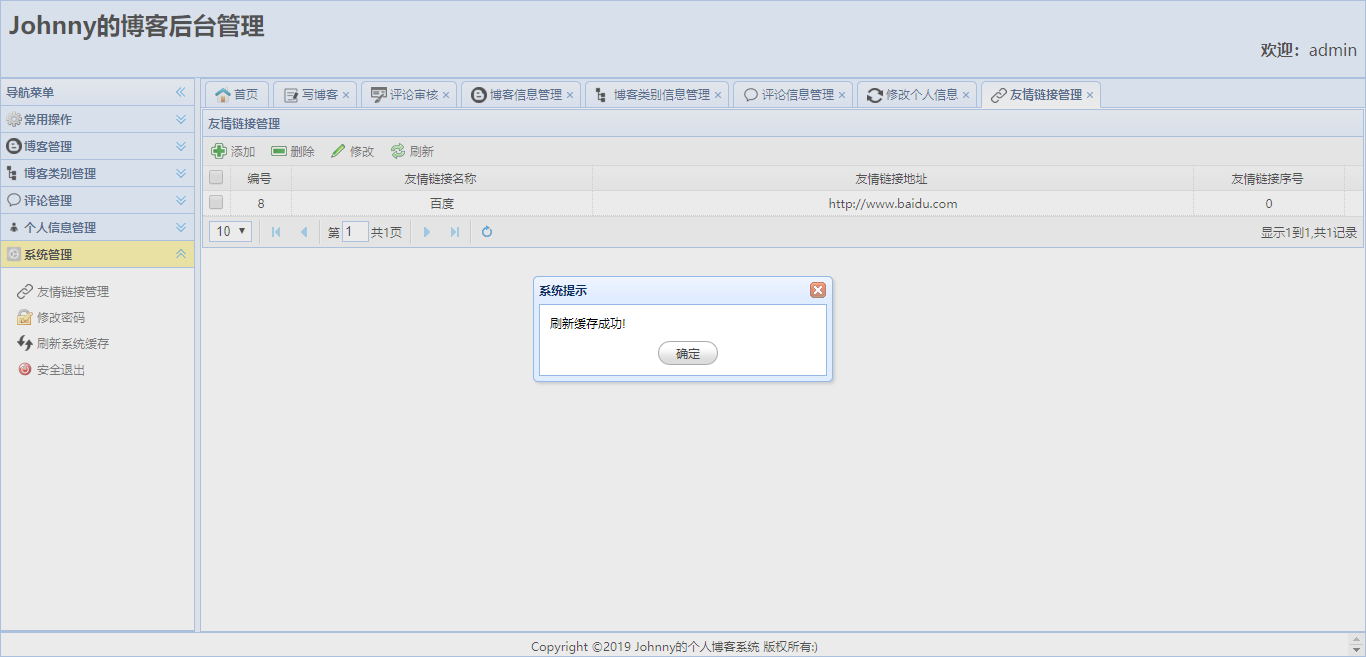 Johnny的博客后台管理
欢迎：admin
导航菜单
常用操作
博客管理
博客类别管理
评论管理
个人信息管理
系统管理
友情链接管理
修改密码
刷新系统缓存
安全退出
首页 写博客 评论审核 博客信息管理 博客类别信息管理 评论信息管理 修改个人信息 友情链接管理
友情链接管理
添加 删除 修改 刷新
编号 友情链接名称 友情链接地址 友情链接序号
8 百度 http://www.baidu.com 0
10 第 1 共1页 显示1到1,共1记录
系统提示
刷新缓存成功!
确定
Copyright ©2019 Johnny的个人博客系统 版权所有:)